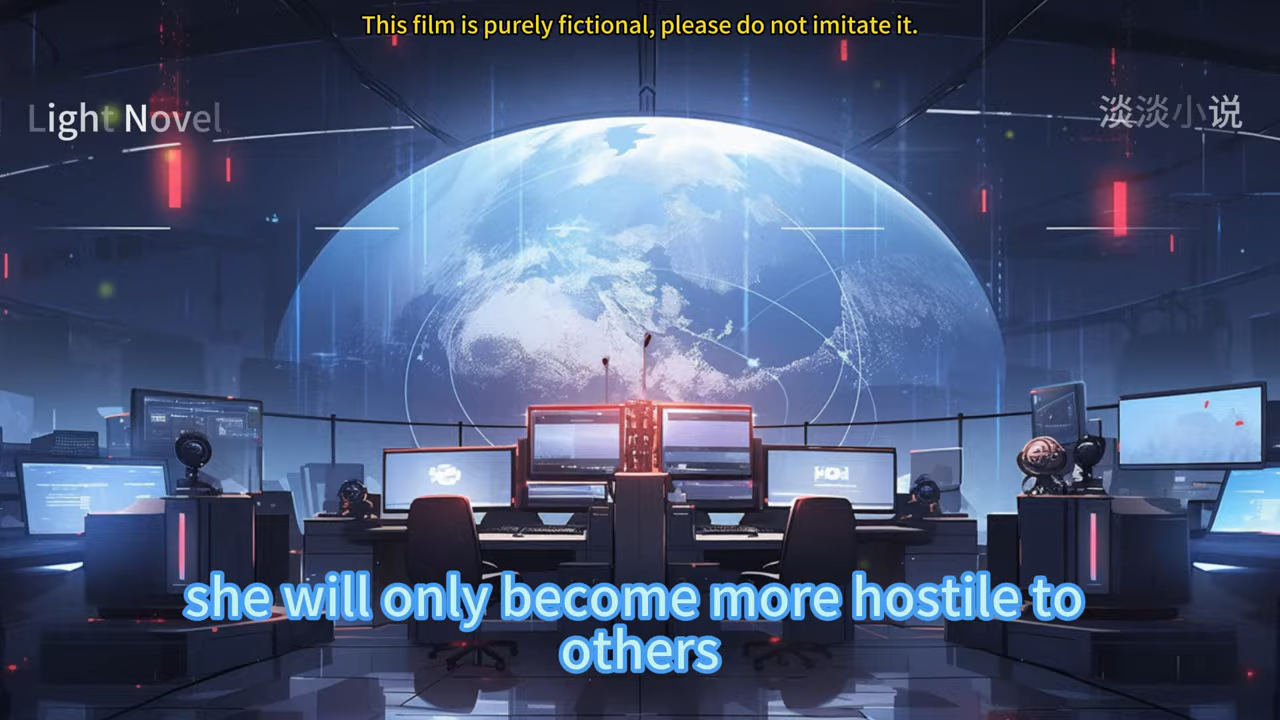 This film is purely fictional, please do not imitate it.
Light Novel
淡淡小说
she will only become more hostile to
others